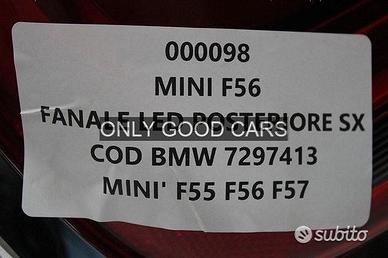 000098
MINI F56
FANALE LED POSTERIORE SX
ONLY GOOD CARS
COD BMW 7297413
MINI' F55 F56 F57
subito